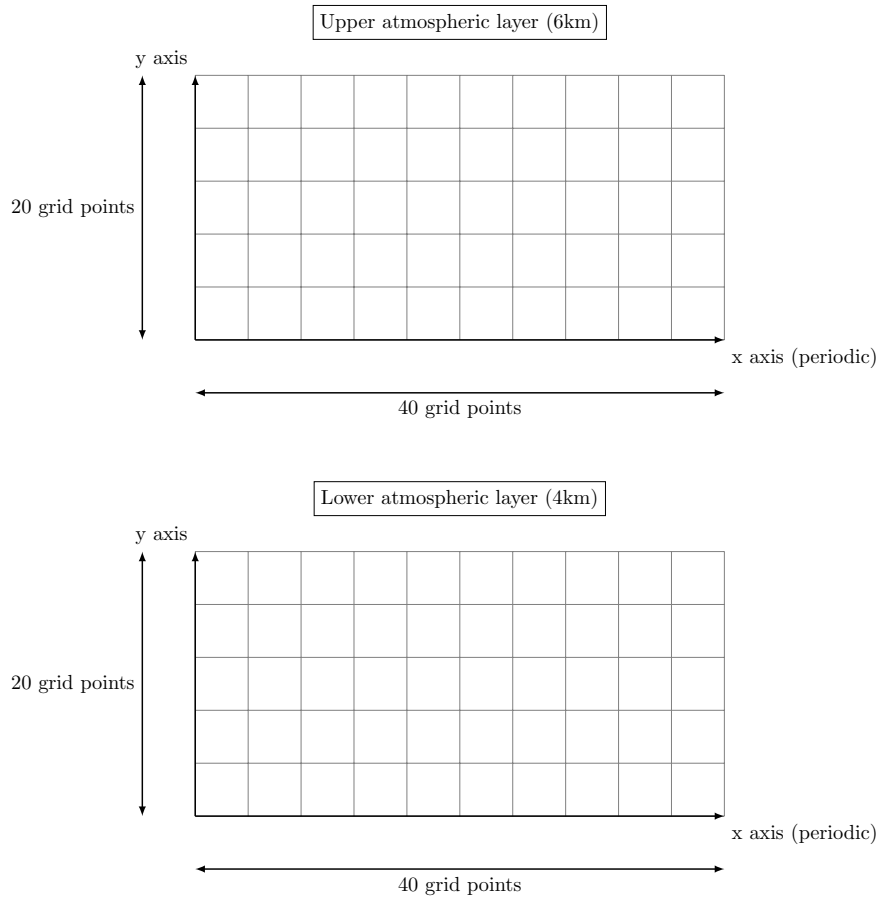 Upper atmospheric layer (6km)
y axis
20 grid points
x axis (periodic)
40 grid points
Lower atmospheric layer (4km)
y axis
20 grid points
x axis (periodic)
40 grid points